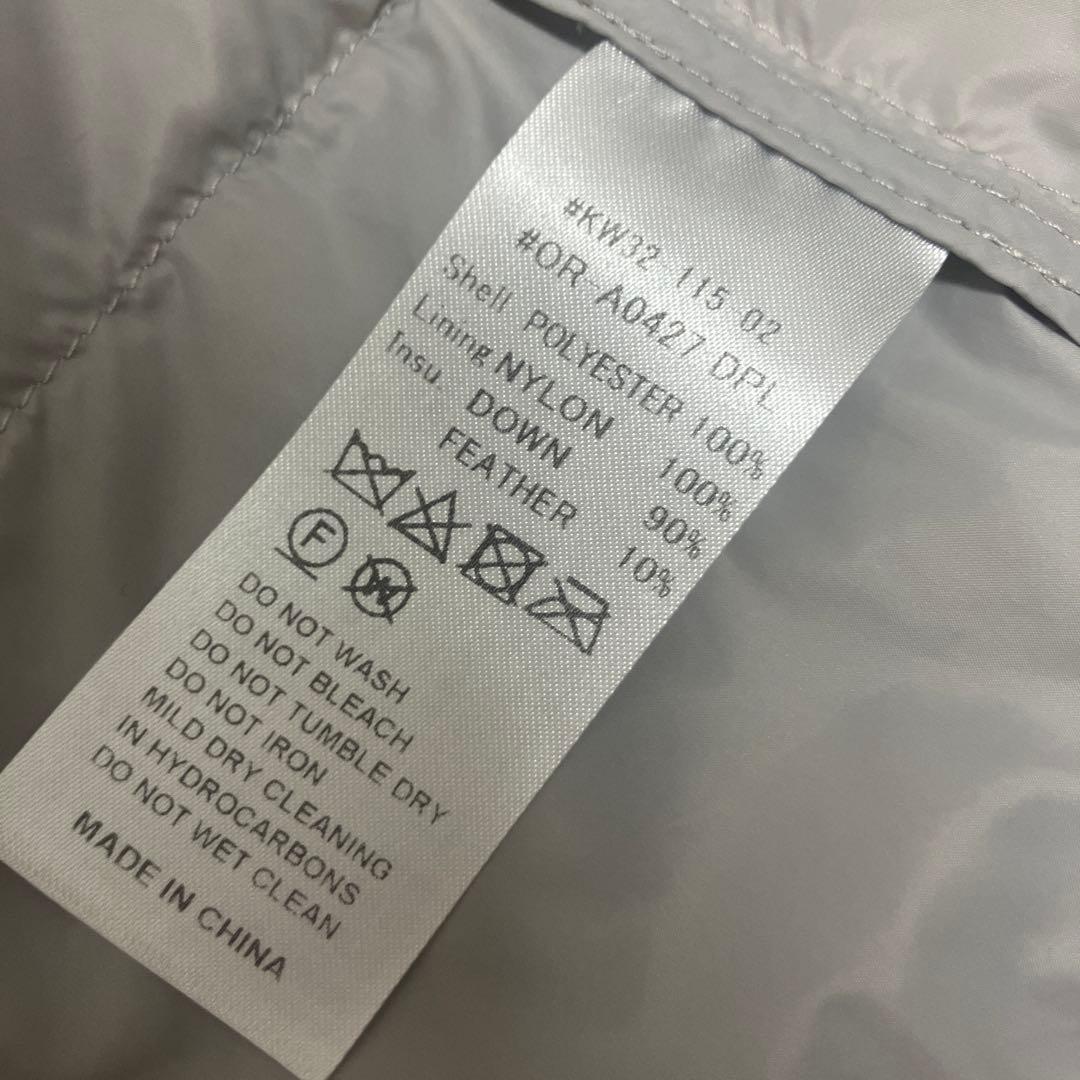 #KW32-115-02
#OR-A0427-DPL
Shell POLYESTER 100%
Lining NYLON 100%
Insu. DOWN 90%
FEATHER 10%
F
W
DO NOT WASH
DO NOT BLEACH
DO NOT TUMBLE DRY
DO NOT IRON
MILD DRY CLEANING
IN HYDROCARBONS
DO NOT WET CLEAN
MADE IN CHINA